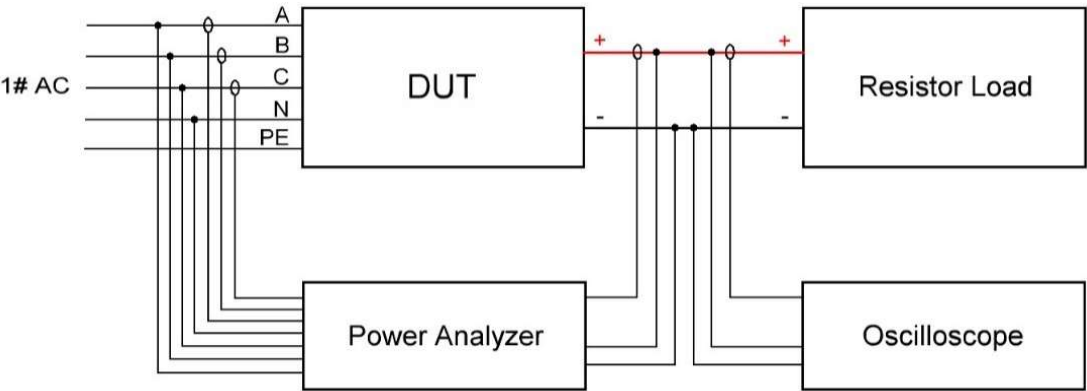 A
B
1# AC
C
N
PE
DUT
+
-
+
-
Resistor Load
Power Analyzer
Oscilloscope